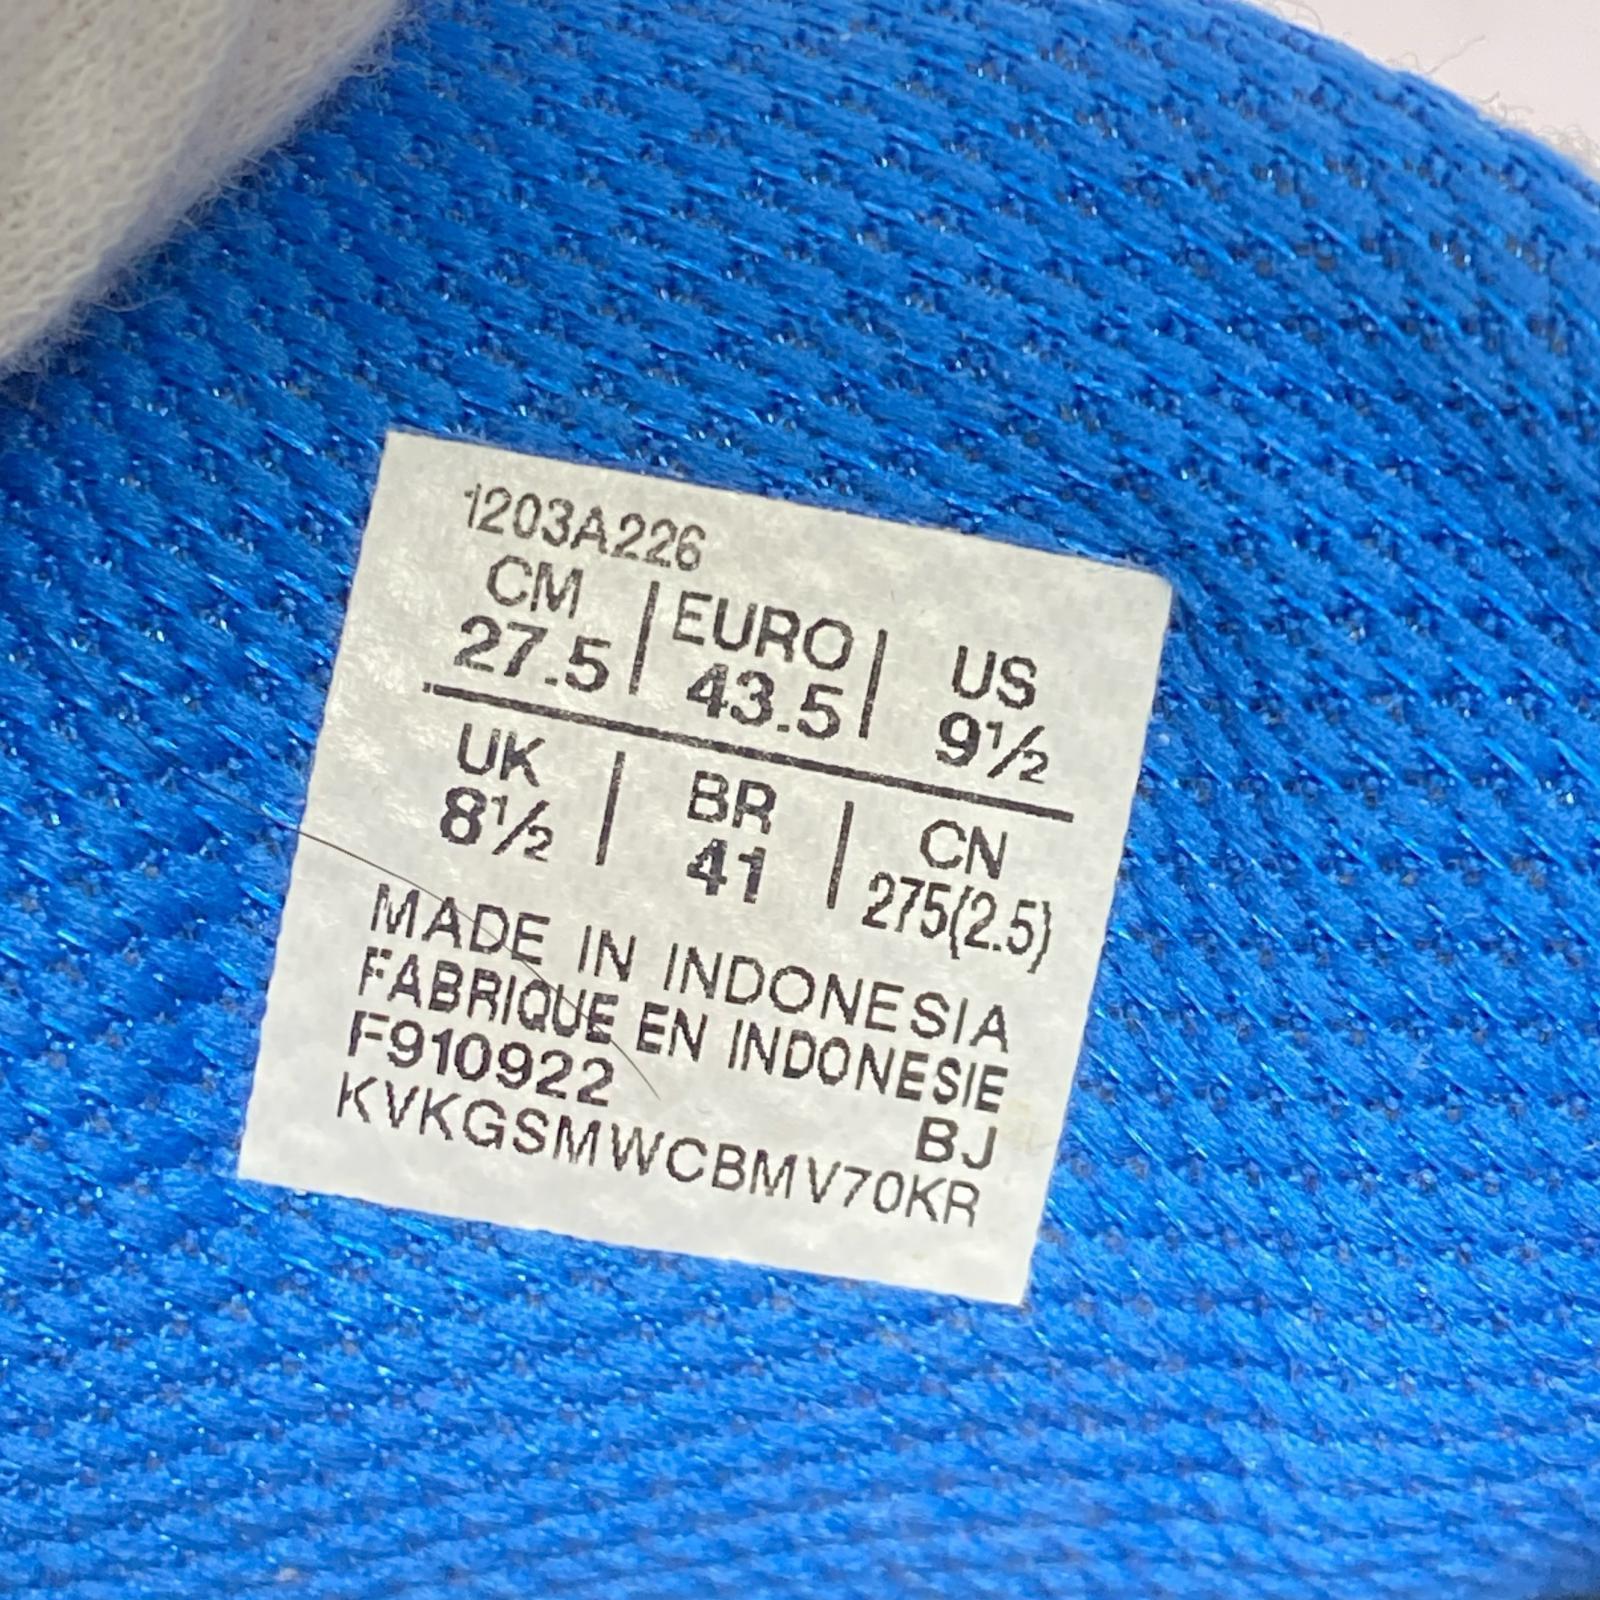 1203A226
CM | EURO | US
27.5 | 43.5 | 9½
UK | BR | CN
8½ | 41 | 275(2.5)
MADE IN INDONESIA
FABRIQUE EN INDONESIE
F910922 BJ
KVKGSMWCBMV70KR